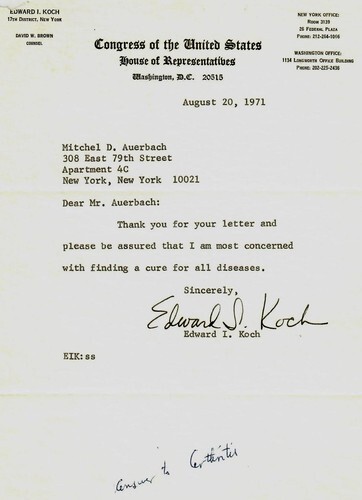 EDWARD I. KOCH
17TH DISTRICT, NEW YORK
DAVID W. BROWN
COUNSEL
NEW YORK OFFICE:
ROOM 3139
26 FEDERAL PLAZA
PHONE: 212-264-1066
WASHINGTON OFFICE:
1134 LONGWORTH OFFICE BUILDING
PHONE: 202-225-2436
Congress of the United States
House of Representatives
Washington, D.C. 20515
August 20, 1971
Mitchel D. Auerbach
308 East 79th Street
Apartment 4C
New York, New York 10021
Dear Mr. Auerbach:
Thank you for your letter and
please be assured that I am most concerned
with finding a cure for all diseases.
Sincerely,
Edward I. Koch
Edward I. Koch
EIK:ss
answer to